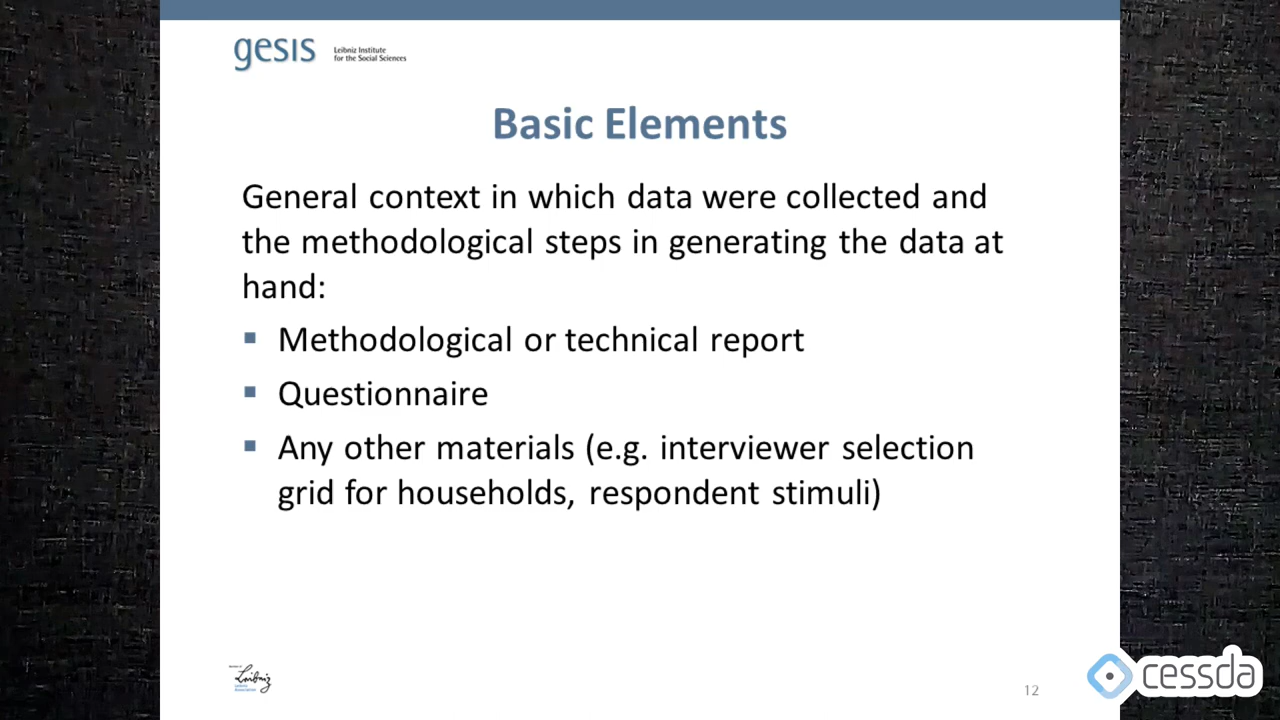 gesis
Leibniz Institute
for the Social Sciences
Basic Elements
General context in which data were collected and
the methodological steps in generating the data at
hand:
Methodological or technical report
Questionnaire
Any other materials (e.g. interviewer selection
grid for households, respondent stimuli)
Leibniz
12
cessda